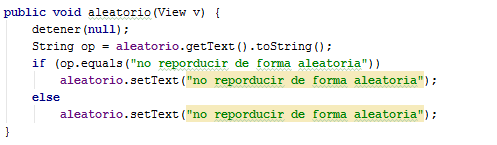 public void aleatorio(View v) {
detener(null);
String op = aleatorio.getText().toString();
if (op.equals("no reporducir de forma aleatoria"))
aleatorio.setText("no reporducir de forma aleatoria");
else
aleatorio.setText("no reporducir de forma aleatoria");
}